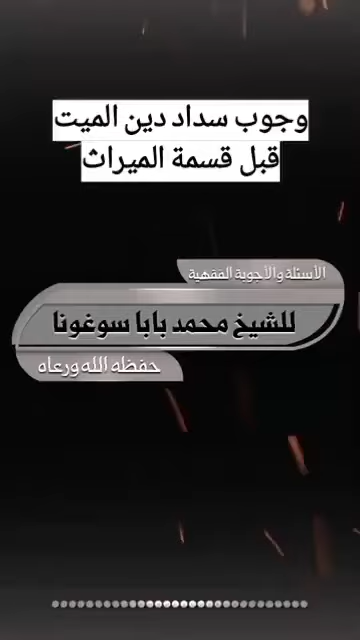 وجوب سداد دين الميت
قبل قسمة الميراث
الأسئلة والأجوبة الفقهية
للشيخ محمد بابا سوغونا
حفظه الله ورعاه